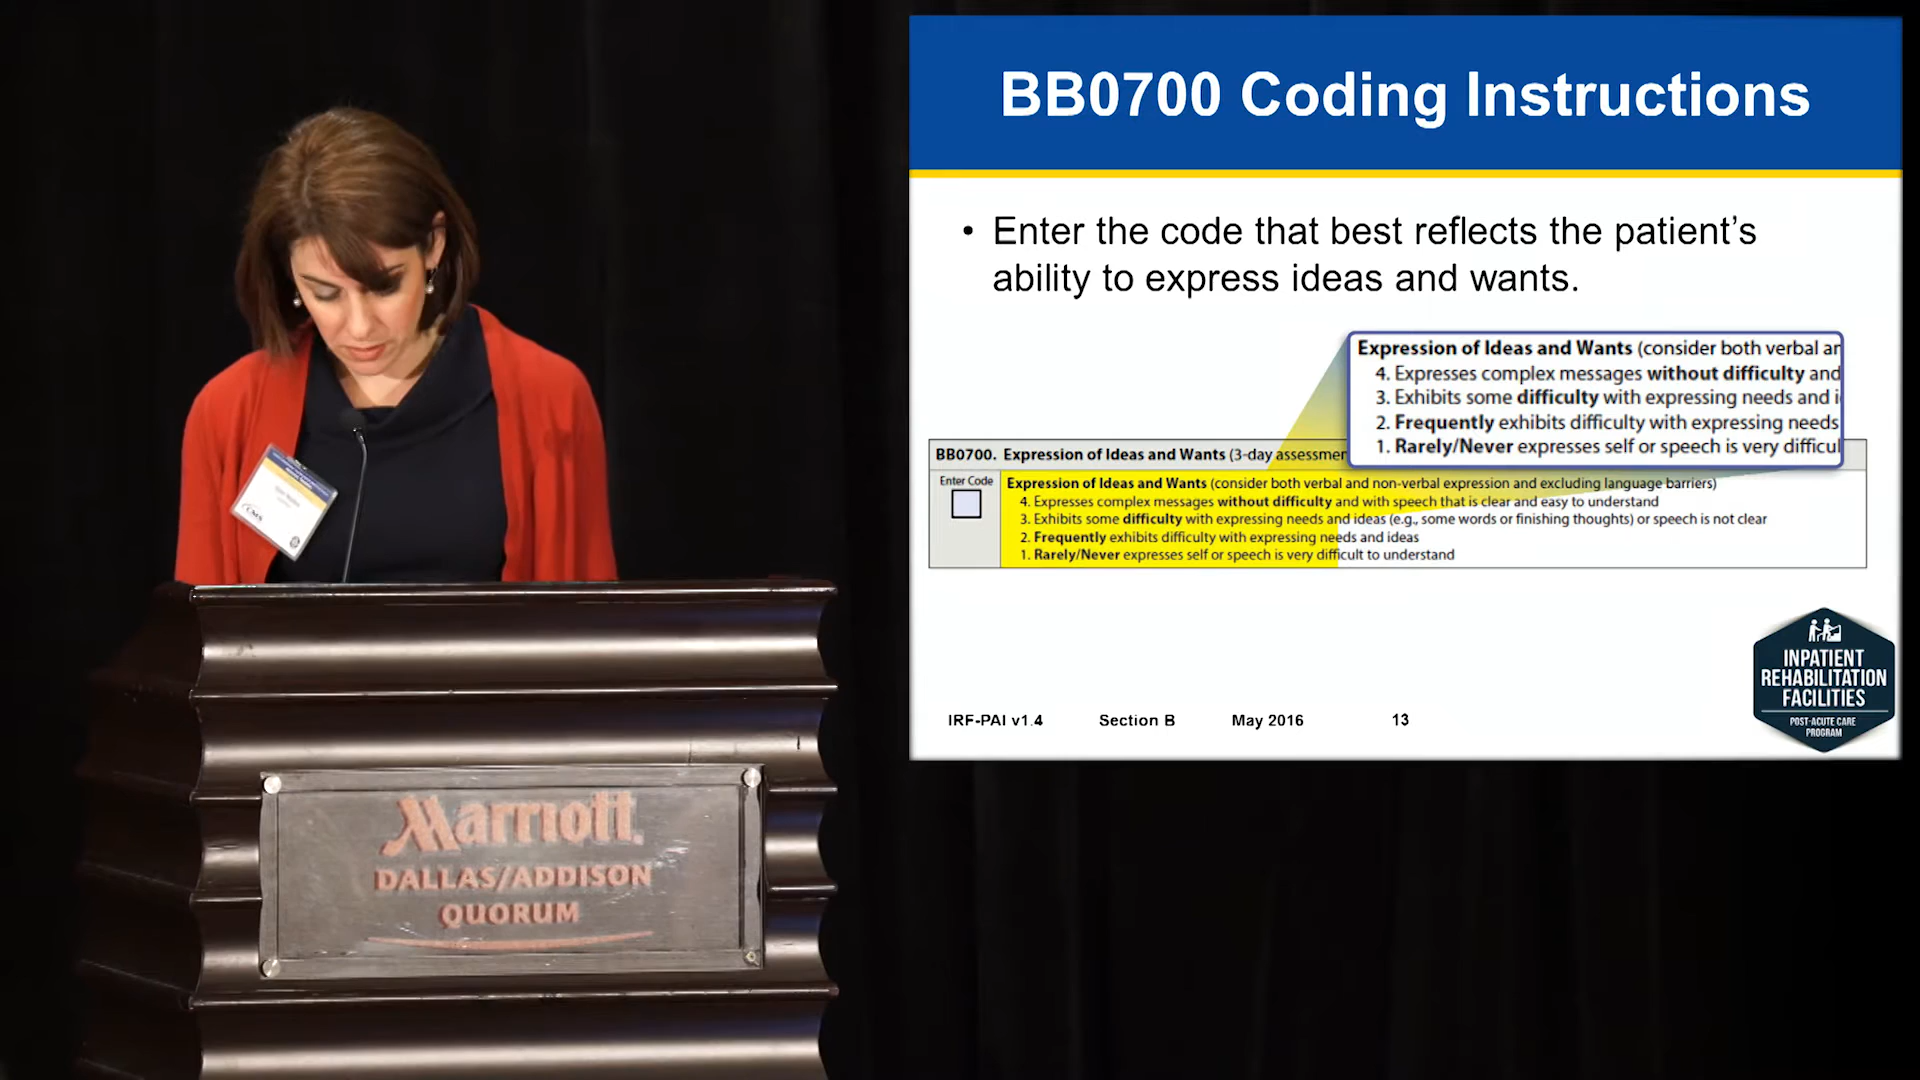 BB0700 Coding Instructions
• Enter the code that best reflects the patient's
ability to express ideas and wants.
Expression of Ideas and Wants (consider both verbal an
4. Expresses complex messages without difficulty and
3. Exhibits some difficulty with expressing needs and i
2. Frequently exhibits difficulty with expressing needs
1. Rarely/Never expresses self or speech is very difficul
BB0700. Expression of Ideas and Wants (3-day assessmen
Enter Code
Expression of Ideas and Wants (consider both verbal and non-verbal expression and excluding language barriers)
4. Expresses complex messages without difficulty and with speech that is clear and easy to understand
3. Exhibits some difficulty with expressing needs and ideas (e.g., some words or finishing thoughts) or speech is not clear
2. Frequently exhibits difficulty with expressing needs and ideas
1. Rarely/Never expresses self or speech is very difficult to understand
INPATIENT
REHABILITATION
FACILITIES
POST-ACUTE CARE
PROGRAM
IRF-PAI v1.4 Section B May 2016 13
CMS
Marriott
DALLAS/ADDISON
QUORUM